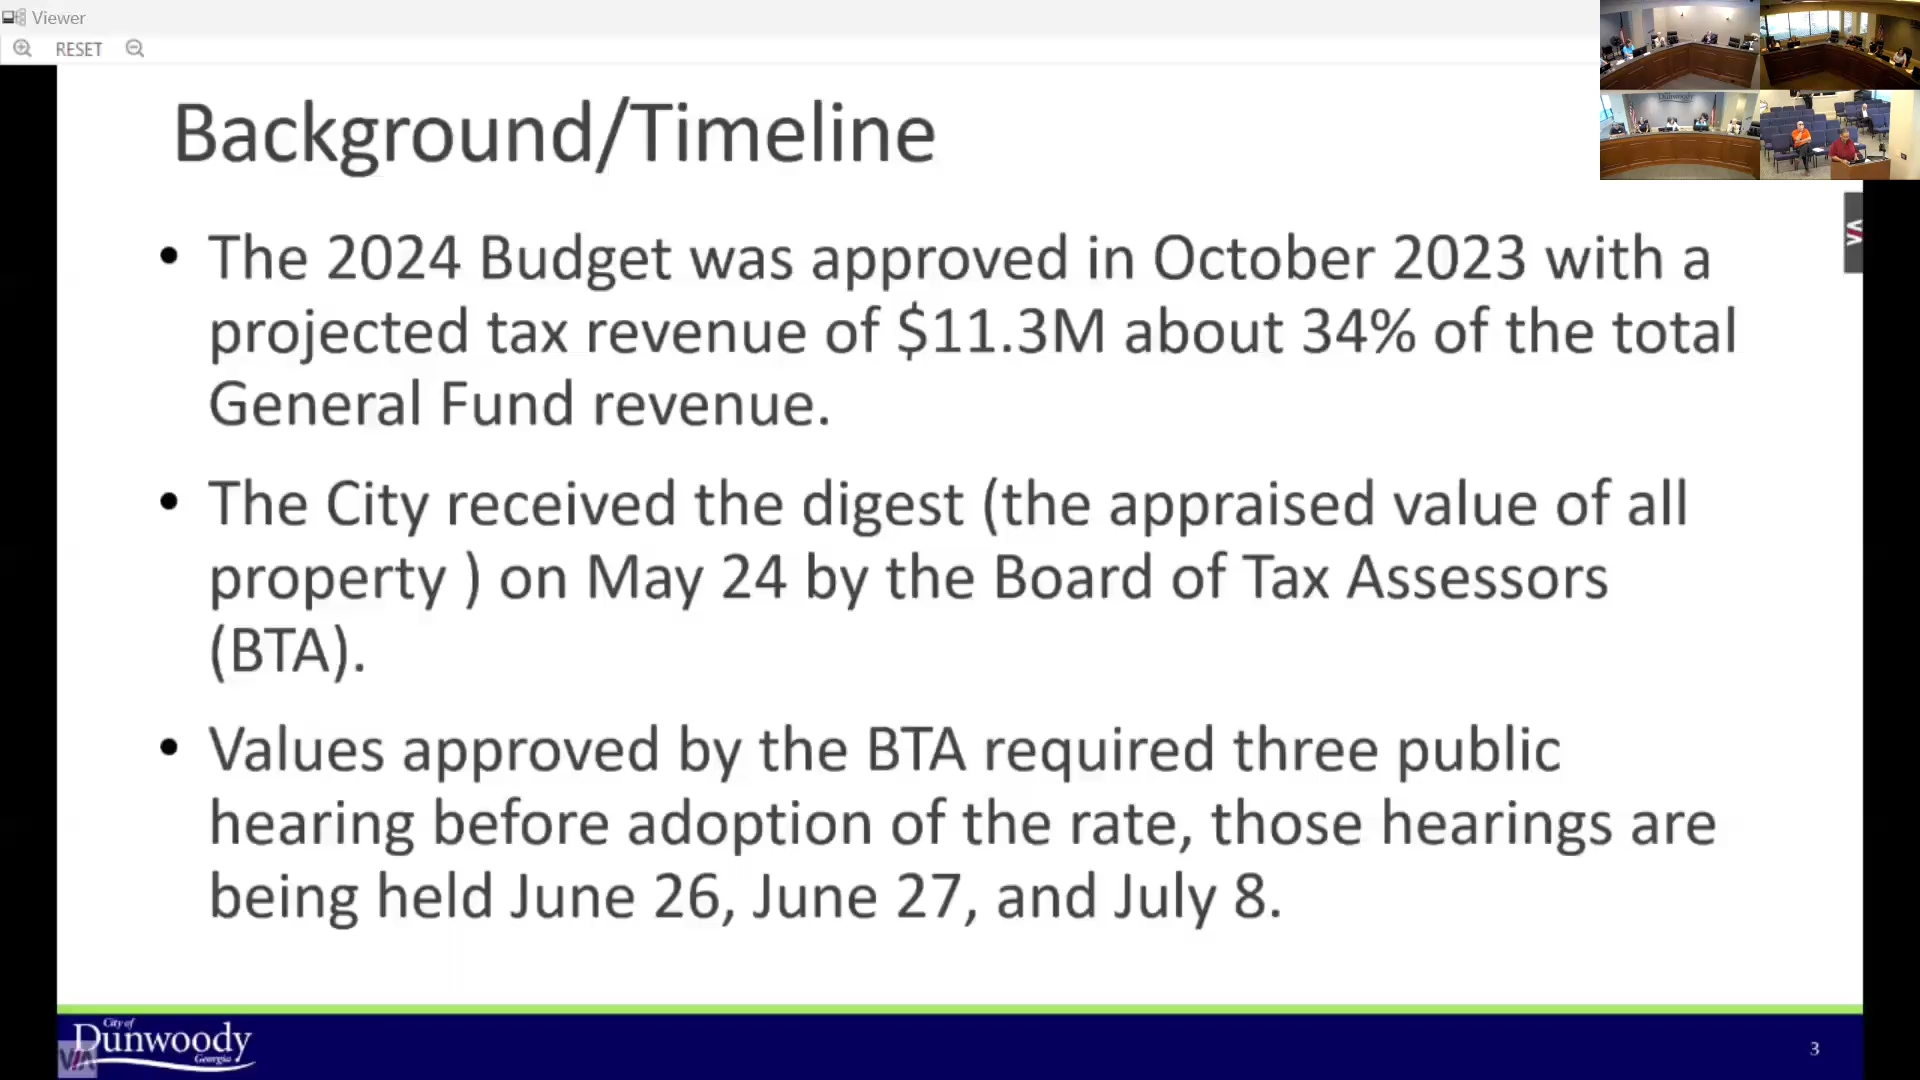 Viewer
RESET
Background/Timeline
• The 2024 Budget was approved in October 2023 with a
projected tax revenue of $11.3M about 34% of the total
General Fund revenue.
• The City received the digest (the appraised value of all
property ) on May 24 by the Board of Tax Assessors
(BTA).
• Values approved by the BTA required three public
hearing before adoption of the rate, those hearings are
being held June 26, June 27, and July 8.
City of
Dunwoody
Georgia
VIA
3
Dunwoody